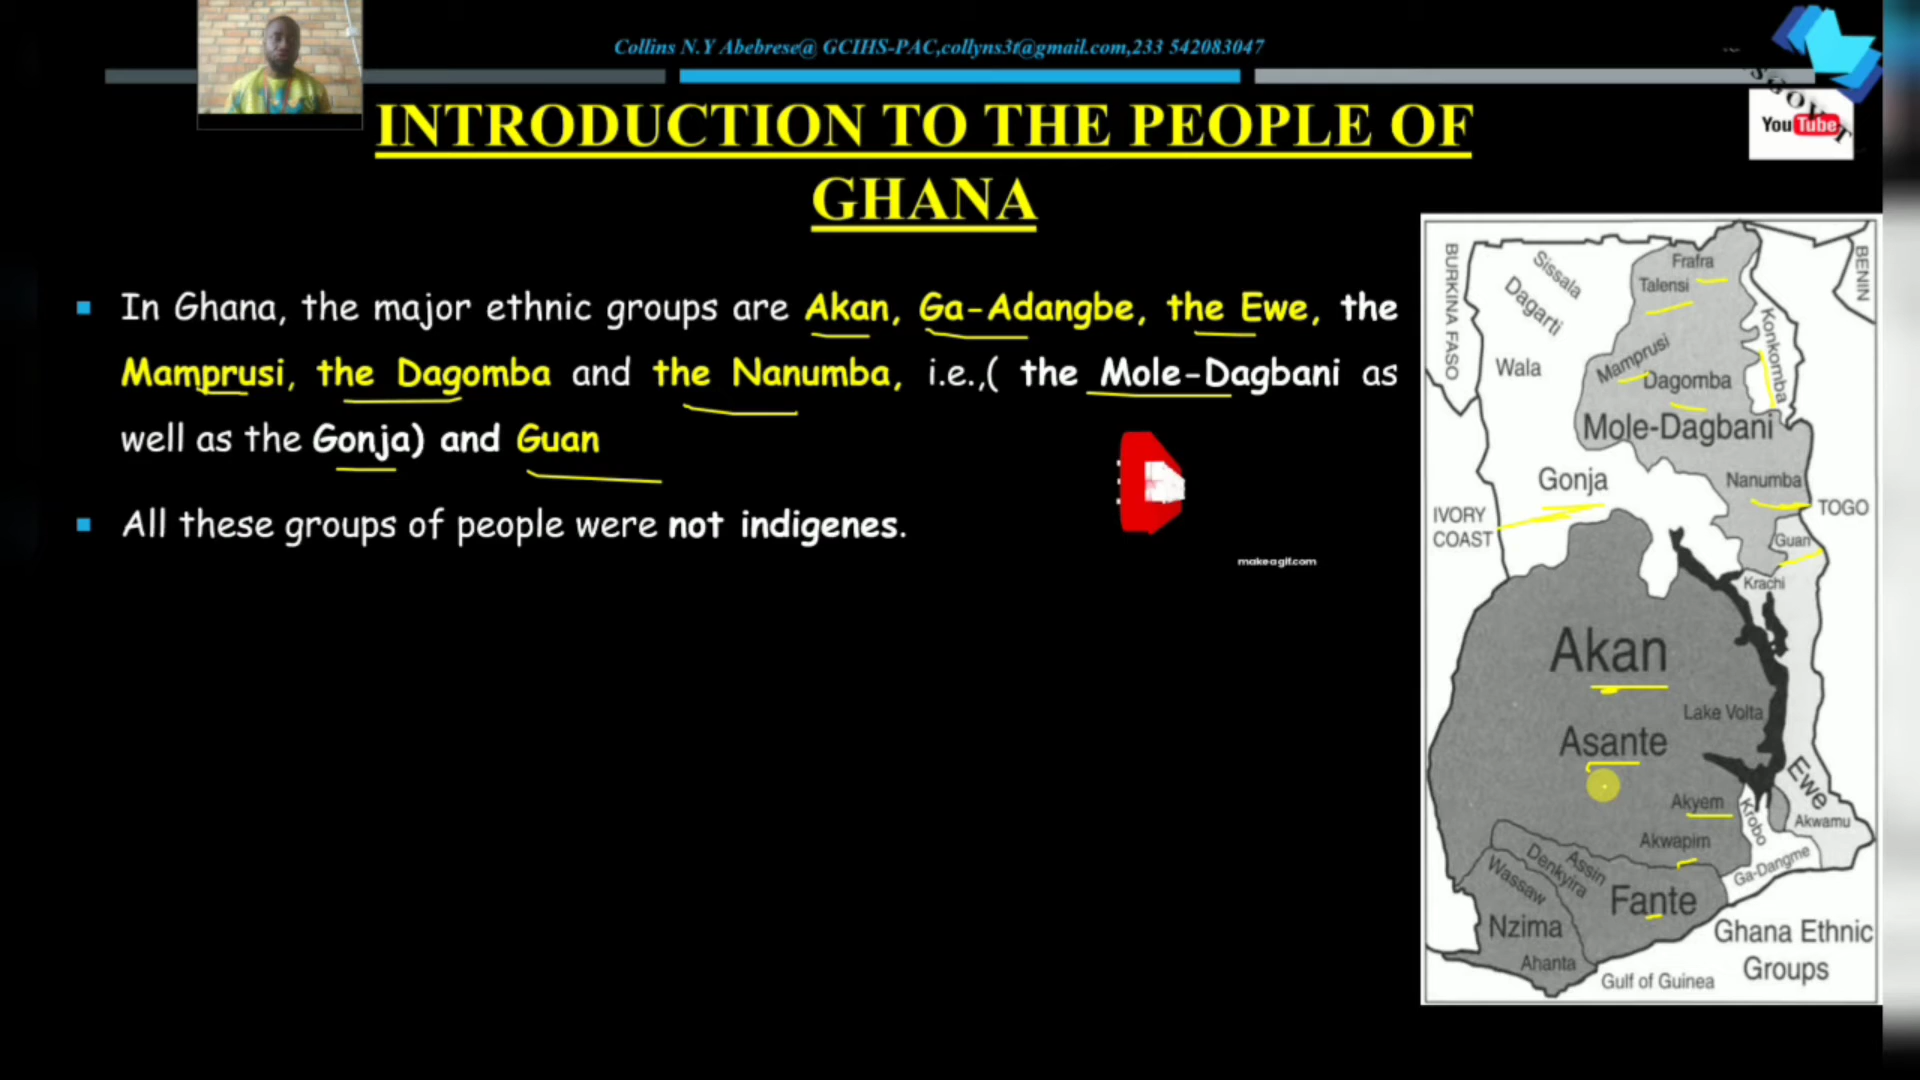 Collins N.Y Abebrese@ GCIHS-PAC,collyns3t@gmail.com,233 542083047
INTRODUCTION TO THE PEOPLE OF
GHANA
YouTube
In Ghana, the major ethnic groups are Akan, Ga-Adangbe, the Ewe, the
Mamprusi, the Dagomba and the Nanumba, i.e.,( the Mole-Dagbani as
well as the Gonja) and Guan
All these groups of people were not indigenes.
makeagif.com
BURKINA FASO
BENIN
Sissala
Dagarti
Wala
Frafra
Talensi
Konkomba
Mamprusi
Dagomba
Mole-Dagbani
Gonja
Nanumba
IVORY
COAST
TOGO
Guan
Krachi
Akan
Lake Volta
Asante
Ewe
Akyem
Krobo
Akwamu
Akwapim
Ga-Dangme
Assin
Denkyira
Wassaw
Fante
Nzima
Ahanta
Gulf of Guinea
Ghana Ethnic
Groups